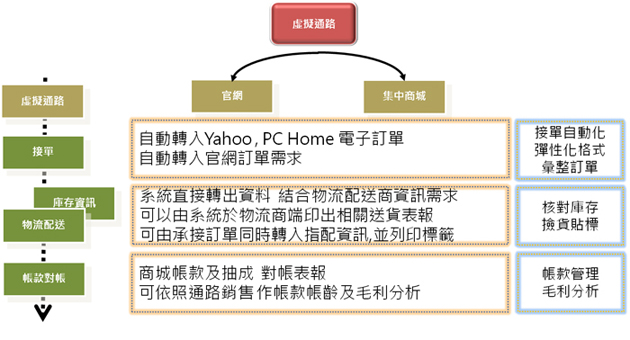 虛擬通路
官網
集中商城
虛擬通路
接單
自動轉入Yahoo , PC Home 電子訂單
自動轉入官網訂單需求
接單自動化
彈性化格式
彙整訂單
庫存資訊
物流配送
系統直接轉出資料 結合物流配送商資訊需求
可以由系統於物流商端印出相關送貨表報
可由承接訂單同時轉入指配資訊,並列印標籤
核對庫存
撿貨貼標
帳款對帳
商城帳款及抽成 對帳表報
可依照通路銷售作帳款帳齡及毛利分析
帳款管理
毛利分析